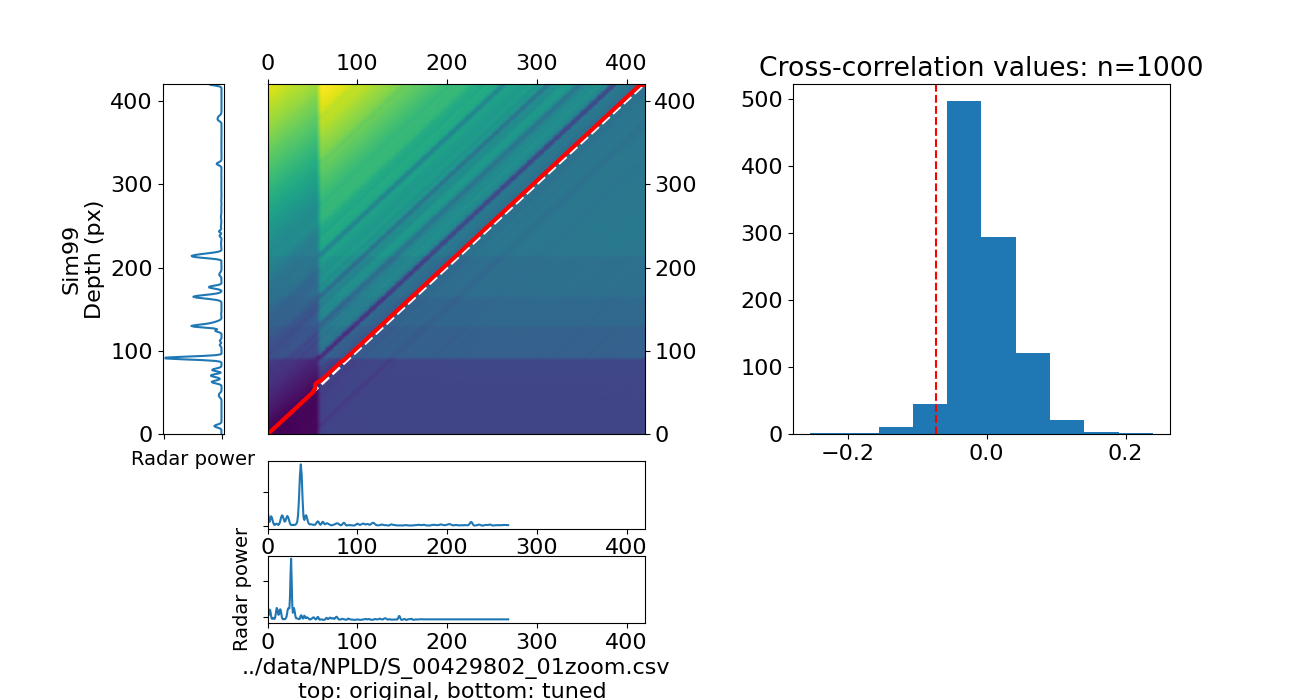 0 100 200 300 400
Cross-correlation values: n=1000
400
300
200
100
0
Sim99
Depth (px)
Radar power
400
300
200
100
0
500
400
300
200
100
0
−0.2 0.0 0.2
0 100 200 300 400
Radar power
0 100 200 300 400
../data/NPLD/S_00429802_01zoom.csv
top: original, bottom: tuned